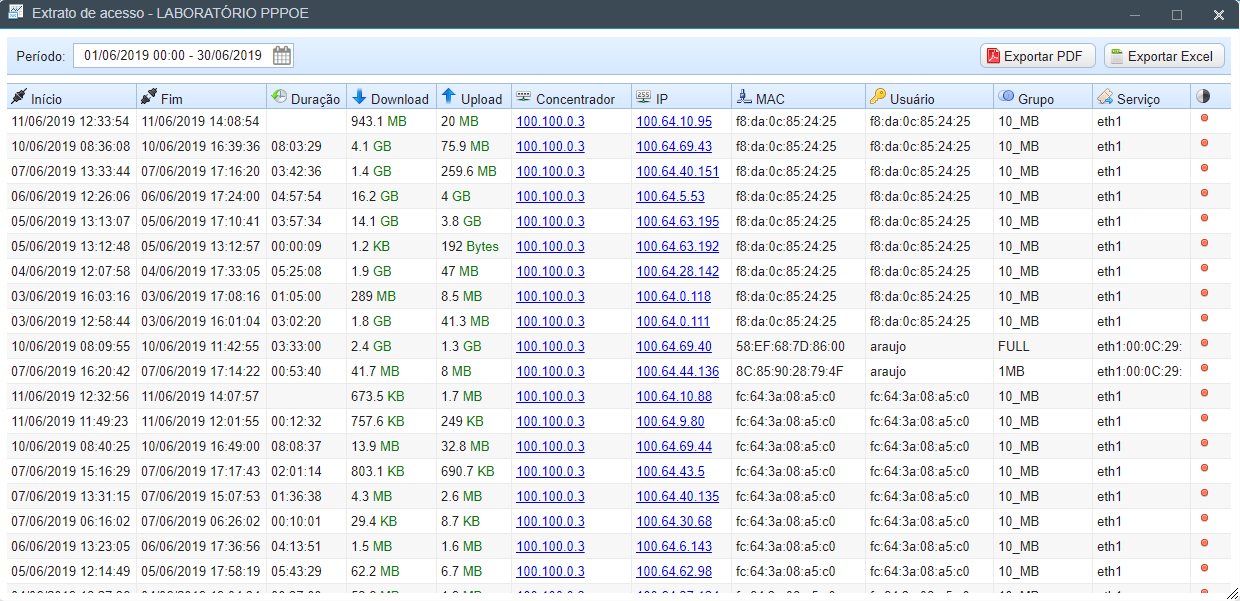 Extrato de acesso - LABORATÓRIO PPPOE
Período: 01/06/2019 00:00 - 30/06/2019 Exportar PDF Exportar Excel
Início Fim Duração Download Upload Concentrador IP MAC Usuário Grupo Serviço
11/06/2019 12:33:54 11/06/2019 14:08:54 943.1 MB 20 MB 100.100.0.3 100.64.10.95 f8:da:0c:85:24:25 f8:da:0c:85:24:25 10_MB eth1
10/06/2019 08:36:08 10/06/2019 16:39:36 08:03:29 4.1 GB 75.9 MB 100.100.0.3 100.64.69.43 f8:da:0c:85:24:25 f8:da:0c:85:24:25 10_MB eth1
07/06/2019 13:33:44 07/06/2019 17:16:20 03:42:36 1.4 GB 259.6 MB 100.100.0.3 100.64.40.151 f8:da:0c:85:24:25 f8:da:0c:85:24:25 10_MB eth1
06/06/2019 12:26:06 06/06/2019 17:24:00 04:57:54 16.2 GB 4 GB 100.100.0.3 100.64.5.53 f8:da:0c:85:24:25 f8:da:0c:85:24:25 10_MB eth1
05/06/2019 13:13:07 05/06/2019 17:10:41 03:57:34 14.1 GB 3.8 GB 100.100.0.3 100.64.63.195 f8:da:0c:85:24:25 f8:da:0c:85:24:25 10_MB eth1
05/06/2019 13:12:48 05/06/2019 13:12:57 00:00:09 1.2 KB 192 Bytes 100.100.0.3 100.64.63.192 f8:da:0c:85:24:25 f8:da:0c:85:24:25 10_MB eth1
04/06/2019 12:07:58 04/06/2019 17:33:05 05:25:08 1.9 GB 47 MB 100.100.0.3 100.64.28.142 f8:da:0c:85:24:25 f8:da:0c:85:24:25 10_MB eth1
03/06/2019 16:03:16 03/06/2019 17:08:16 01:05:00 289 MB 8.5 MB 100.100.0.3 100.64.0.118 f8:da:0c:85:24:25 f8:da:0c:85:24:25 10_MB eth1
03/06/2019 12:58:44 03/06/2019 16:01:04 03:02:20 1.8 GB 41.3 MB 100.100.0.3 100.64.0.111 f8:da:0c:85:24:25 f8:da:0c:85:24:25 10_MB eth1
10/06/2019 08:09:55 10/06/2019 11:42:55 03:33:00 2.4 GB 1.3 GB 100.100.0.3 100.64.69.40 58:EF:68:7D:86:00 araujo FULL eth1:00:0C:29:
07/06/2019 16:20:42 07/06/2019 17:14:22 00:53:40 41.7 MB 8 MB 100.100.0.3 100.64.44.136 8C:85:90:28:79:4F araujo 1MB eth1:00:0C:29:
11/06/2019 12:32:56 11/06/2019 14:07:57 673.5 KB 1.7 MB 100.100.0.3 100.64.10.88 fc:64:3a:08:a5:c0 fc:64:3a:08:a5:c0 10_MB eth1
11/06/2019 11:49:23 11/06/2019 12:01:55 00:12:32 757.6 KB 249 KB 100.100.0.3 100.64.9.80 fc:64:3a:08:a5:c0 fc:64:3a:08:a5:c0 10_MB eth1
10/06/2019 08:40:25 10/06/2019 16:49:00 08:08:37 13.9 MB 32.8 MB 100.100.0.3 100.64.69.44 fc:64:3a:08:a5:c0 fc:64:3a:08:a5:c0 10_MB eth1
07/06/2019 15:16:29 07/06/2019 17:17:43 02:01:14 803.1 KB 690.7 KB 100.100.0.3 100.64.43.5 fc:64:3a:08:a5:c0 fc:64:3a:08:a5:c0 10_MB eth1
07/06/2019 13:31:15 07/06/2019 15:07:53 01:36:38 4.3 MB 2.6 MB 100.100.0.3 100.64.40.135 fc:64:3a:08:a5:c0 fc:64:3a:08:a5:c0 10_MB eth1
07/06/2019 06:16:02 07/06/2019 06:26:02 00:10:01 29.4 KB 8.7 KB 100.100.0.3 100.64.30.68 fc:64:3a:08:a5:c0 fc:64:3a:08:a5:c0 10_MB eth1
06/06/2019 13:23:05 06/06/2019 17:36:56 04:13:51 1.5 MB 1.6 MB 100.100.0.3 100.64.6.143 fc:64:3a:08:a5:c0 fc:64:3a:08:a5:c0 10_MB eth1
05/06/2019 12:14:49 05/06/2019 17:58:19 05:43:29 62.2 MB 6.7 MB 100.100.0.3 100.64.62.98 fc:64:3a:08:a5:c0 fc:64:3a:08:a5:c0 10_MB eth1